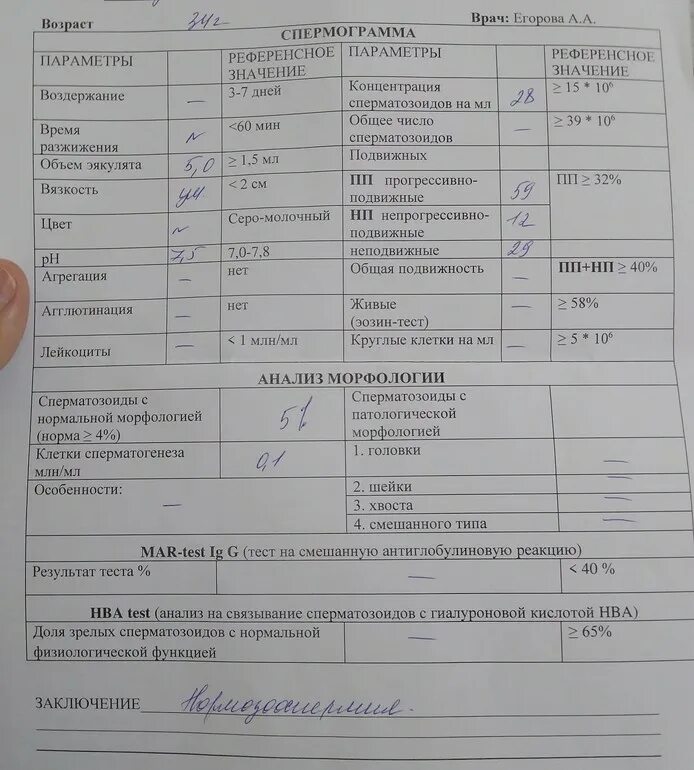 Возраст 34г Врач: Егорова А.А.
СПЕРМОГРАММА
ПАРАМЕТРЫ РЕФЕРЕНСНОЕ ЗНАЧЕНИЕ ПАРАМЕТРЫ РЕФЕРЕНСНОЕ ЗНАЧЕНИЕ
Воздержание — 3-7 дней Концентрация сперматозоидов на мл 28 ≥ 15 * 10⁶
Время разжижения N <60 мин Общее число сперматозоидов — ≥ 39 * 10⁶
Объем эякулята 5,0 ≥ 1,5 мл Подвижных
Вязкость ум. < 2 см ПП прогрессивно-подвижные 59 ПП ≥ 32%
Цвет N Серо-молочный НП непрогрессивно-подвижные 12
pH 7,5 7,0-7,8 неподвижные 29
Агрегация — нет Общая подвижность — ПП+НП ≥ 40%
Агглютинация — нет Живые (эозин-тест) — ≥ 58%
Лейкоциты — < 1 млн/мл Круглые клетки на мл — ≥ 5 * 10⁶
АНАЛИЗ МОРФОЛОГИИ
Сперматозоиды с нормальной морфологией (норма ≥ 4%) 5% Сперматозоиды с патологической морфологией
Клетки сперматогенеза млн/мл 0,1 1. головки —
Особенности: — 2. шейки —
3. хвоста —
4. смешанного типа —
MAR-test Ig G (тест на смешанную антиглобулиновую реакцию)
Результат теста % — < 40 %
HBA test (анализ на связывание сперматозоидов с гиалуроновой кислотой HBA)
Доля зрелых сперматозоидов с нормальной физиологической функцией — ≥ 65%
ЗАКЛЮЧЕНИЕ Нормозооспермия.